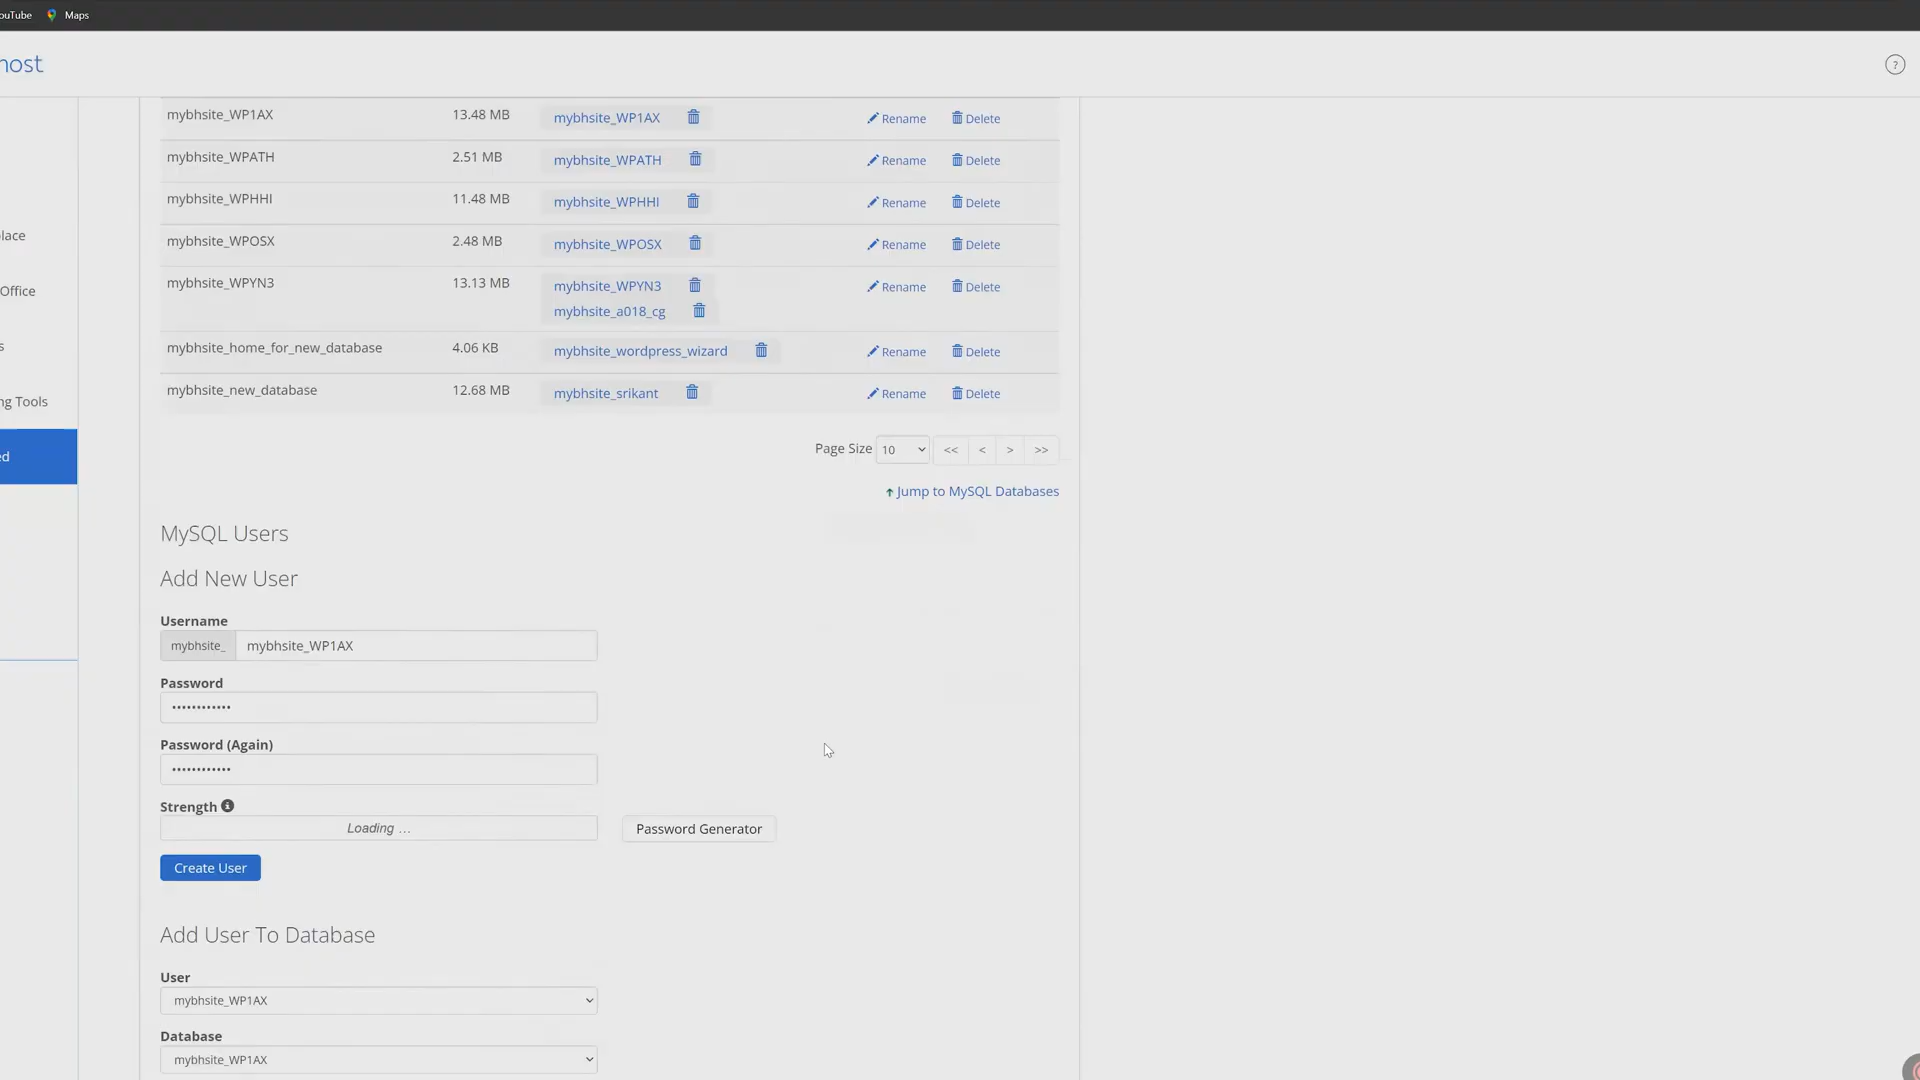 ouTube Maps
host
?
mybhsite_WP1AX 13.48 MB mybhsite_WP1AX Rename Delete
mybhsite_WPATH 2.51 MB mybhsite_WPATH Rename Delete
mybhsite_WPHHI 11.48 MB mybhsite_WPHHI Rename Delete
mybhsite_WPOSX 2.48 MB mybhsite_WPOSX Rename Delete
mybhsite_WPYN3 13.13 MB mybhsite_WPYN3 Rename Delete
mybhsite_a018_cg
mybhsite_home_for_new_database 4.06 KB mybhsite_wordpress_wizard Rename Delete
mybhsite_new_database 12.68 MB mybhsite_srikant Rename Delete
lace
Office
s
ng Tools
ed
Page Size 10 << < > >>
Jump to MySQL Databases
MySQL Users
Add New User
Username
mybhsite_ mybhsite_WP1AX
Password
••••••••••••
Password (Again)
••••••••••••
Strength
Loading ...
Password Generator
Create User
Add User To Database
User
mybhsite_WP1AX
Database
mybhsite_WP1AX